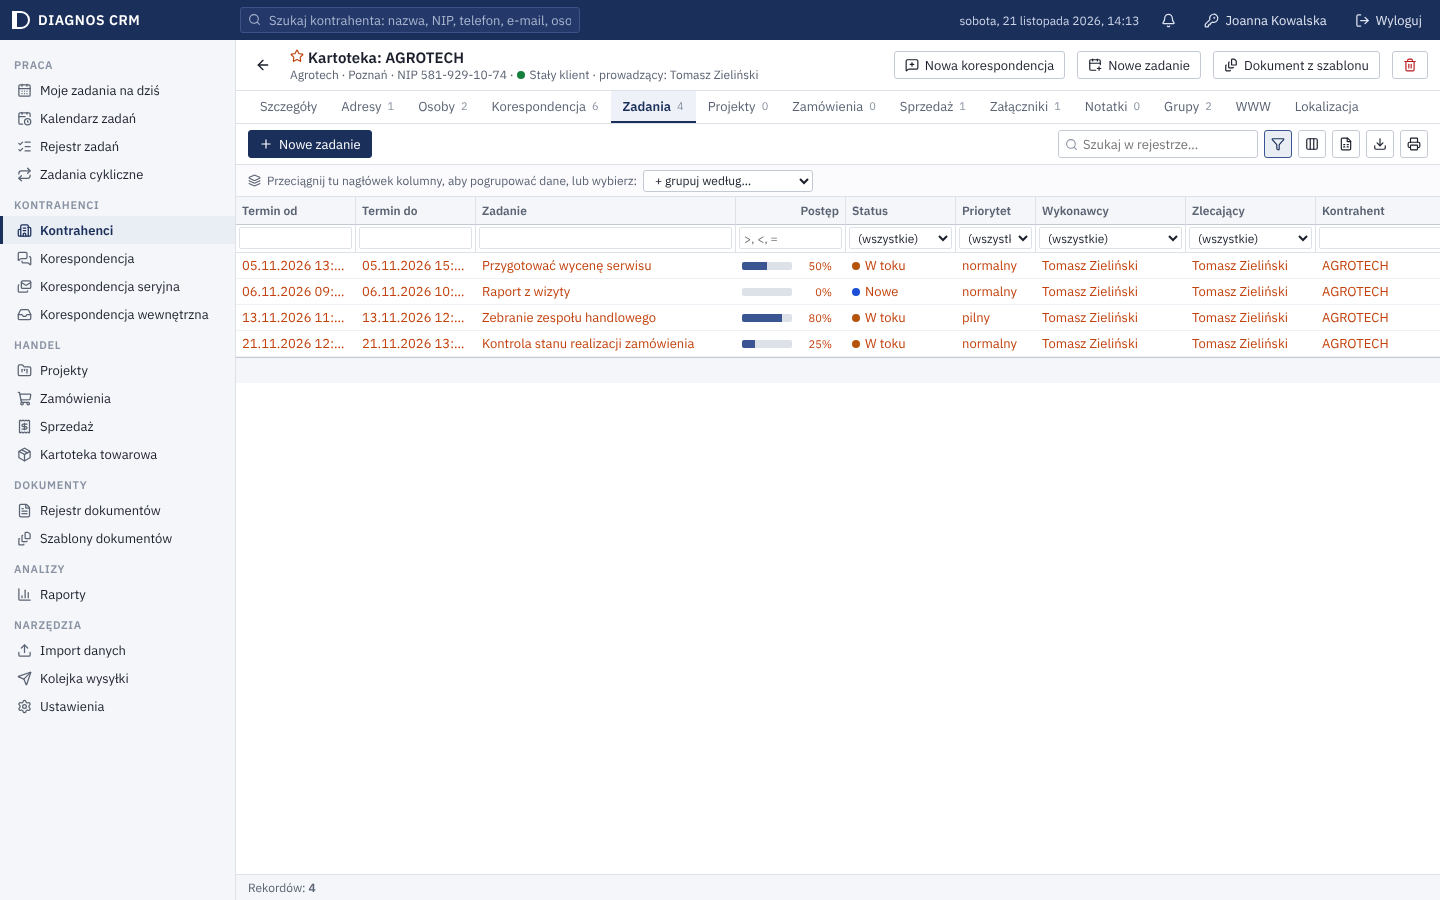 DIAGNOS CRM
Szukaj kontrahenta: nazwa, NIP, telefon, e-mail, oso
sobota, 21 listopada 2026, 14:13
Joanna Kowalska
Wyloguj
PRACA
Moje zadania na dziś
Kalendarz zadań
Rejestr zadań
Zadania cykliczne
KONTRAHENCI
Kontrahenci
Korespondencja
Korespondencja seryjna
Korespondencja wewnętrzna
HANDEL
Projekty
Zamówienia
Sprzedaż
Kartoteka towarowa
DOKUMENTY
Rejestr dokumentów
Szablony dokumentów
ANALIZY
Raporty
NARZĘDZIA
Import danych
Kolejka wysyłki
Ustawienia
Kartoteka: AGROTECH
Agrotech · Poznań · NIP 581-929-10-74 · Stały klient · prowadzący: Tomasz Zieliński
Nowa korespondencja
Nowe zadanie
Dokument z szablonu
Szczegóły
Adresy 1
Osoby 2
Korespondencja 6
Zadania 4
Projekty 0
Zamówienia 0
Sprzedaż 1
Załączniki 1
Notatki 0
Grupy 2
WWW
Lokalizacja
Nowe zadanie
Szukaj w rejestrze...
Przeciągnij tu nagłówek kolumny, aby pogrupować dane, lub wybierz: + grupuj według...
Termin od Termin do Zadanie Postęp Status Priorytet Wykonawcy Zlecający Kontrahent
>, <, = (wszystkie) (wszystl (wszystkie) (wszystkie)
05.11.2026 13:... 05.11.2026 15:... Przygotować wycenę serwisu 50% W toku normalny Tomasz Zieliński Tomasz Zieliński AGROTECH
06.11.2026 09:... 06.11.2026 10:... Raport z wizyty 0% Nowe normalny Tomasz Zieliński Tomasz Zieliński AGROTECH
13.11.2026 11:... 13.11.2026 12:... Zebranie zespołu handlowego 80% W toku pilny Tomasz Zieliński Tomasz Zieliński AGROTECH
21.11.2026 12:... 21.11.2026 13:... Kontrola stanu realizacji zamówienia 25% W toku normalny Tomasz Zieliński Tomasz Zieliński AGROTECH
Rekordów: 4